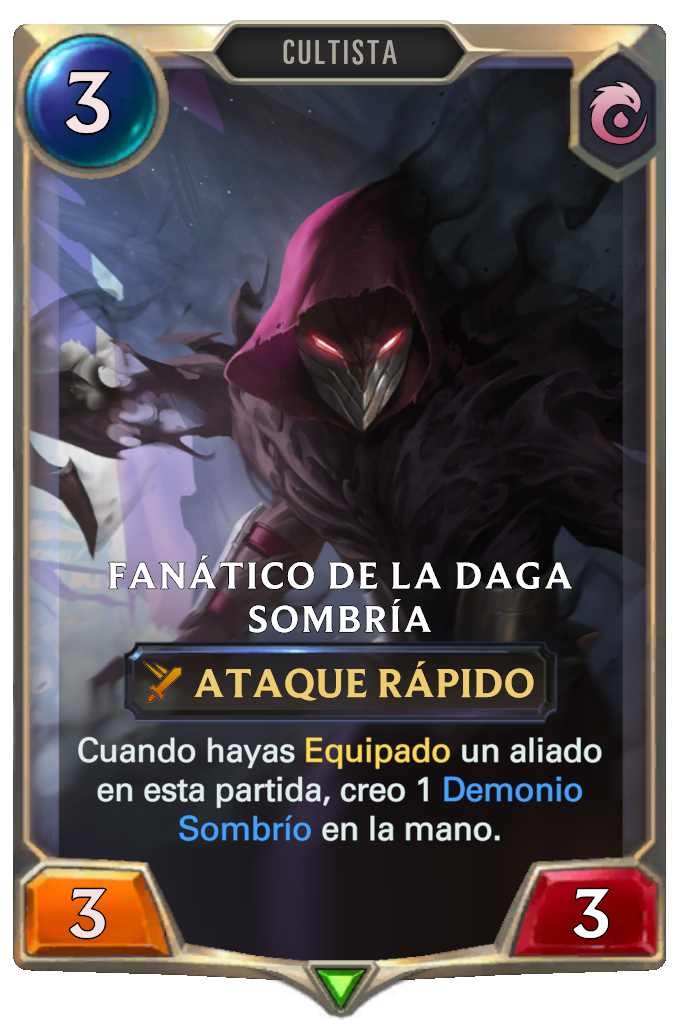 CULTISTA
3
FANÁTICO DE LA DAGA
SOMBRÍA
ATAQUE RÁPIDO
Cuando hayas Equipado un aliado
en esta partida, creo 1 Demonio
Sombrío en la mano.
3
3